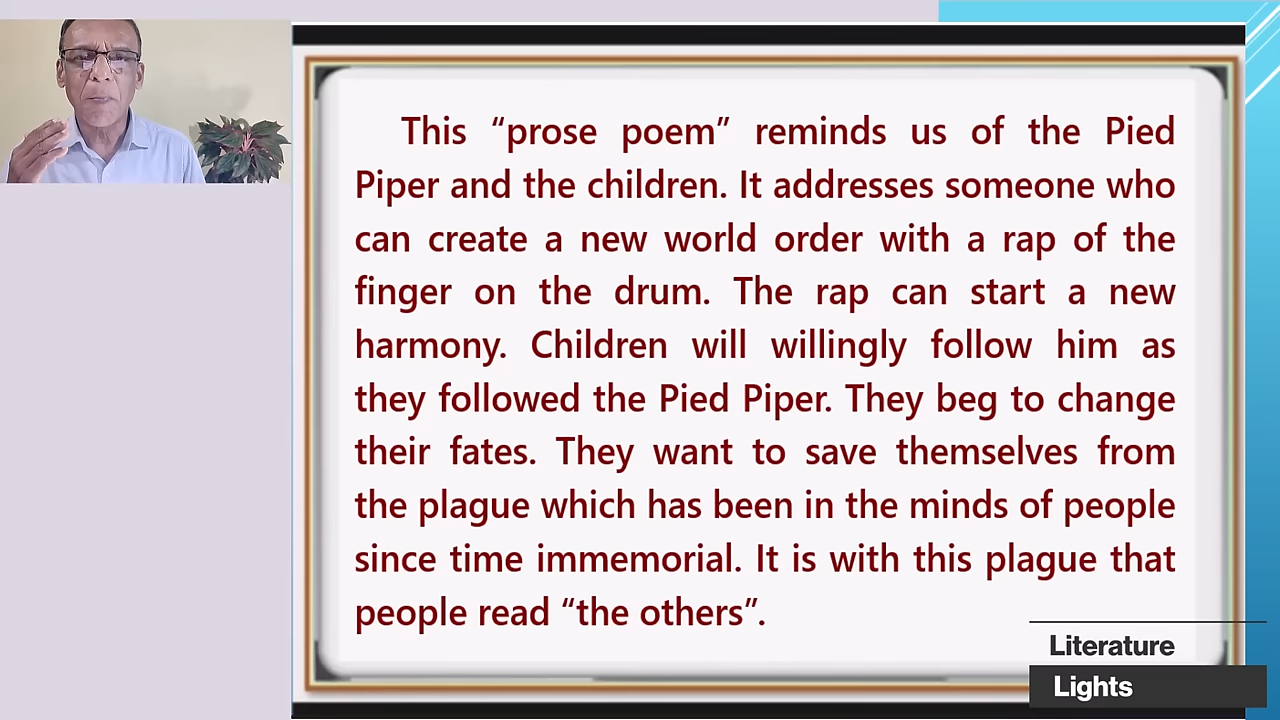 This “prose poem” reminds us of the Pied
Piper and the children. It addresses someone who
can create a new world order with a rap of the
finger on the drum. The rap can start a new
harmony. Children will willingly follow him as
they followed the Pied Piper. They beg to change
their fates. They want to save themselves from
the plague which has been in the minds of people
since time immemorial. It is with this plague that
people read “the others”.
Literature
Lights